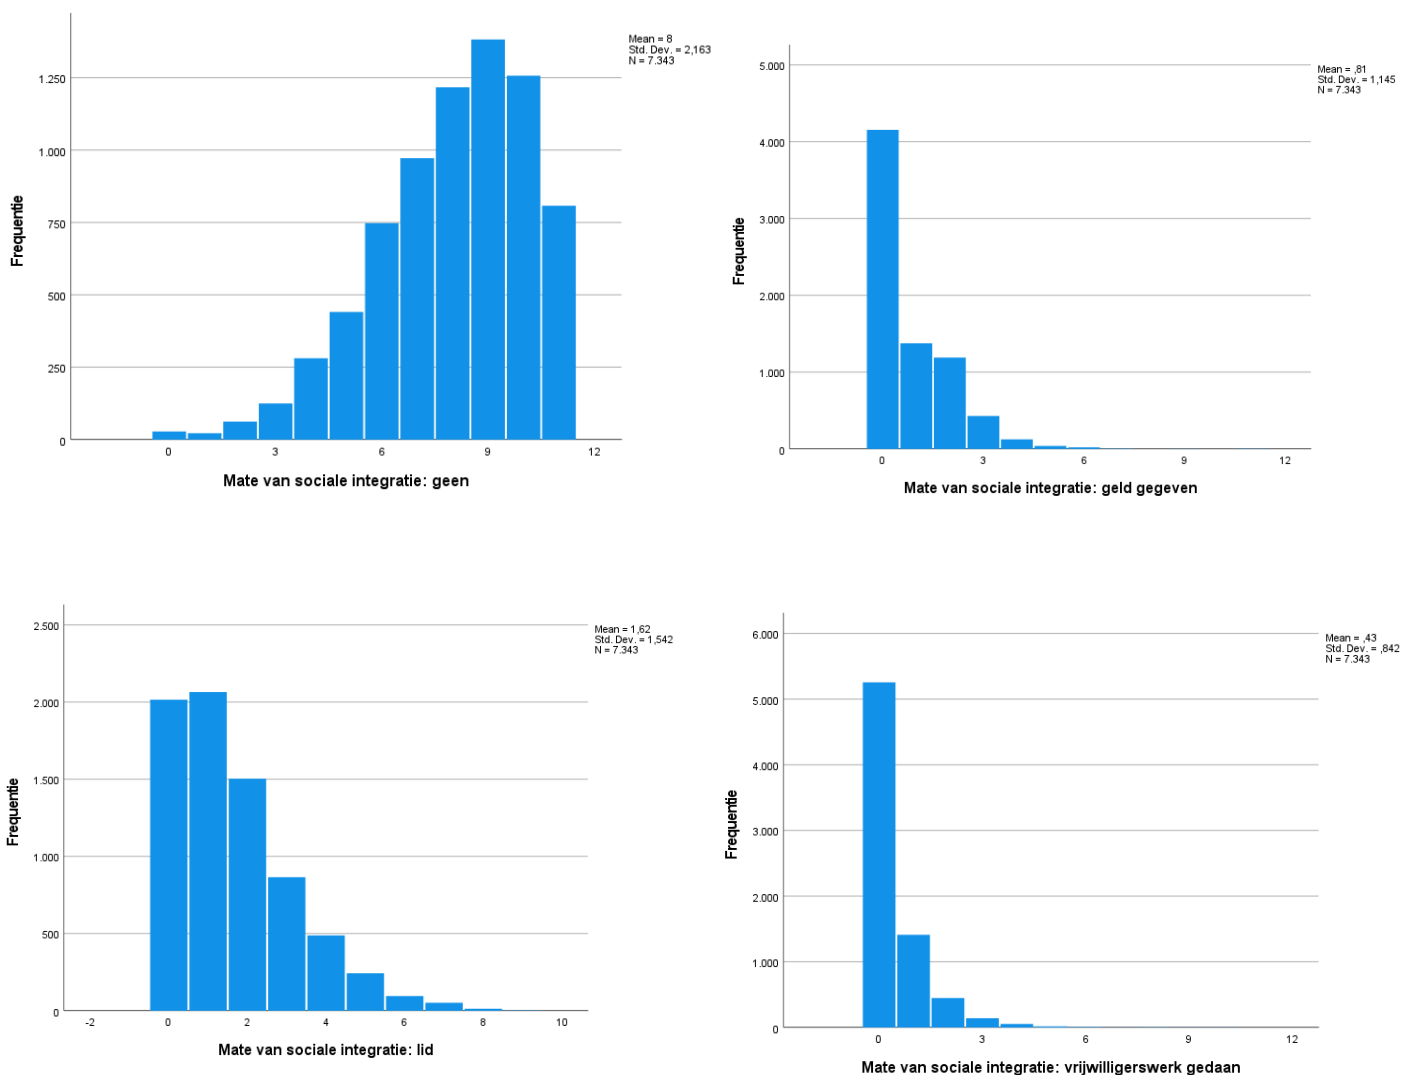 Mean = 8
Std. Dev. = 2,163
N = 7.343
1.250
1.000
750
500
250
0
Frequentie
0 3 6 9 12
Mate van sociale integratie: geen
Mean = ,81
Std. Dev. = 1,145
N = 7.343
5.000
4.000
3.000
2.000
1.000
0
Frequentie
0 3 6 9 12
Mate van sociale integratie: geld gegeven
Mean = 1,62
Std. Dev. = 1,542
N = 7.343
2.500
2.000
1.500
1.000
500
0
Frequentie
-2 0 2 4 6 8 10
Mate van sociale integratie: lid
Mean = ,43
Std. Dev. = ,842
N = 7.343
6.000
5.000
4.000
3.000
2.000
1.000
0
Frequentie
0 3 6 9 12
Mate van sociale integratie: vrijwilligerswerk gedaan